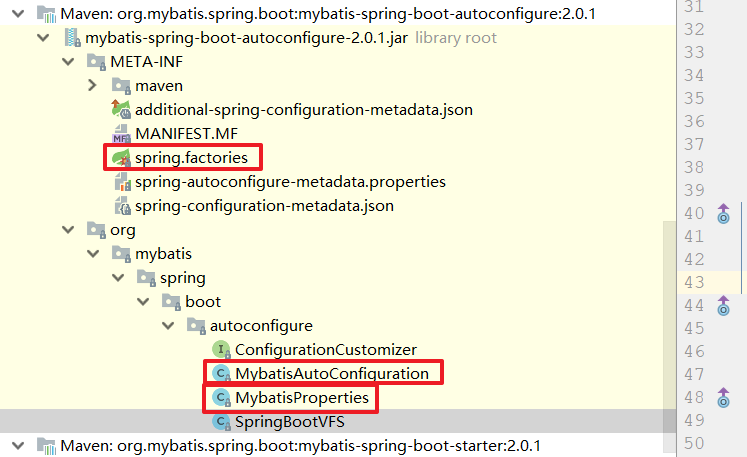 Maven: org.mybatis.spring.boot:mybatis-spring-boot-autoconfigure:2.0.1
mybatis-spring-boot-autoconfigure-2.0.1.jar library root
META-INF
maven
additional-spring-configuration-metadata.json
MANIFEST.MF
spring.factories
spring-autoconfigure-metadata.properties
spring-configuration-metadata.json
org
mybatis
spring
boot
autoconfigure
ConfigurationCustomizer
MybatisAutoConfiguration
MybatisProperties
SpringBootVFS
Maven: org.mybatis.spring.boot:mybatis-spring-boot-starter:2.0.1
31
32
33
34
35
36
37
38
39
40
41
42
43
44
45
46
47
48
49
50